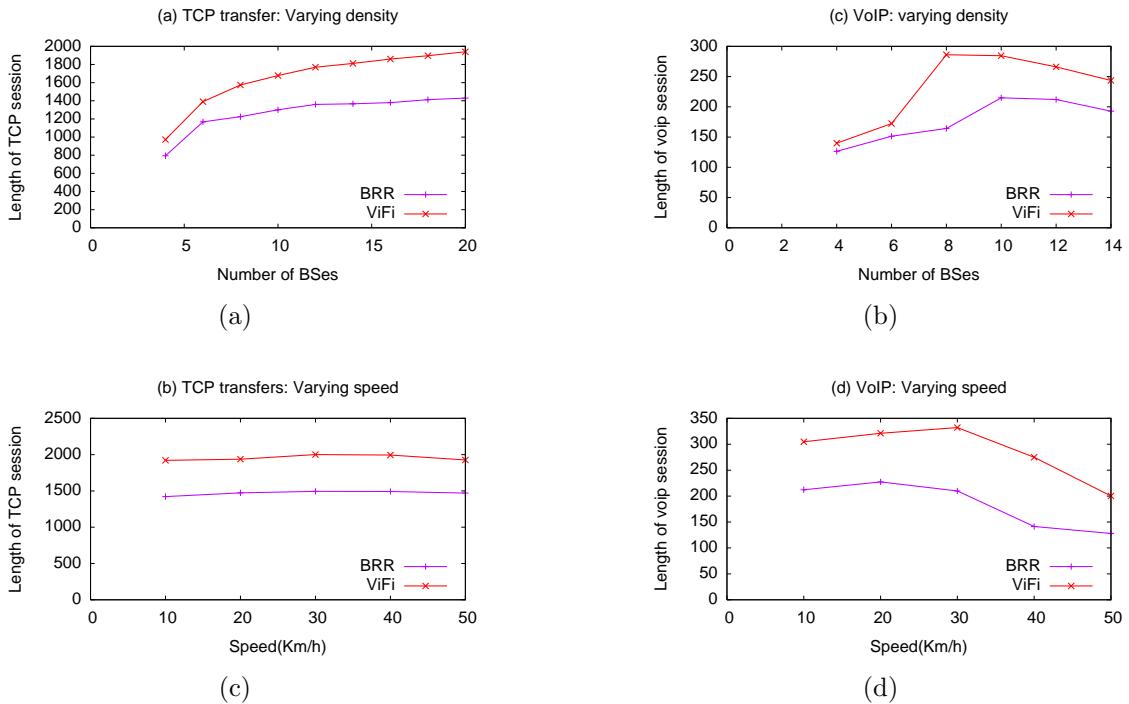 (a) TCP transfer: Varying density
Length of TCP session
2000
1800
1600
1400
1200
1000
800
600
400
200
0
BRR
ViFi
0 5 10 15 20
Number of BSes
(a)
(c) VoIP: varying density
Length of voip session
300
250
200
150
100
50
0
BRR
ViFi
0 2 4 6 8 10 12 14
Number of BSes
(b)
(b) TCP transfers: Varying speed
Length of TCP session
2500
2000
1500
1000
500
0
BRR
ViFi
0 10 20 30 40 50
Speed(Km/h)
(c)
(d) VoIP: Varying speed
Length of voip session
350
300
250
200
150
100
50
0
BRR
ViFi
0 10 20 30 40 50
Speed(Km/h)
(d)